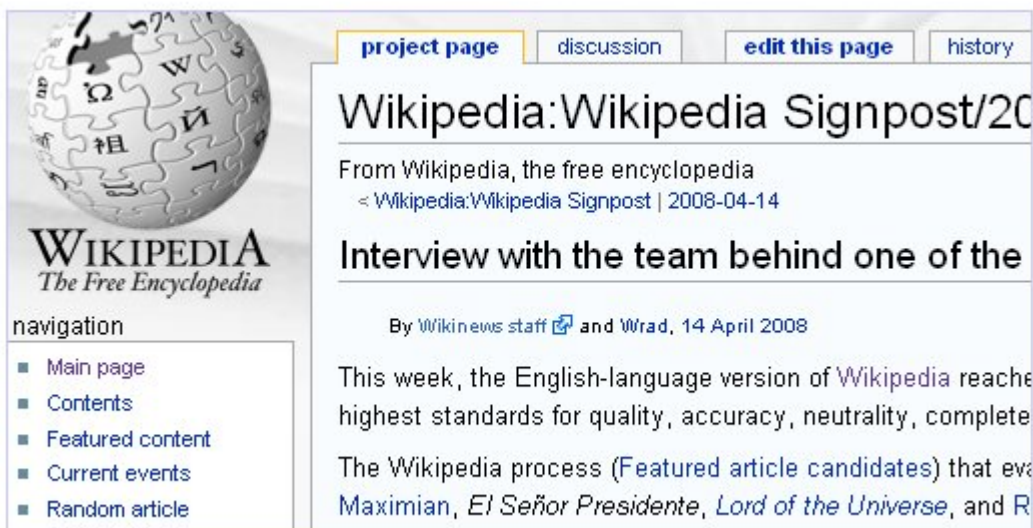 project page
discussion
edit this page
history
Wikipedia:Wikipedia Signpost/20
From Wikipedia, the free encyclopedia
< Wikipedia:Wikipedia Signpost | 2008-04-14
Interview with the team behind one of the
By Wikinews staff and Wrad, 14 April 2008
This week, the English-language version of Wikipedia reache
highest standards for quality, accuracy, neutrality, complete
The Wikipedia process (Featured article candidates) that eva
Maximian, El Señor Presidente, Lord of the Universe, and R
W
Ω
И
祖
WIKIPEDIA
The Free Encyclopedia
navigation
Main page
Contents
Featured content
Current events
Random article